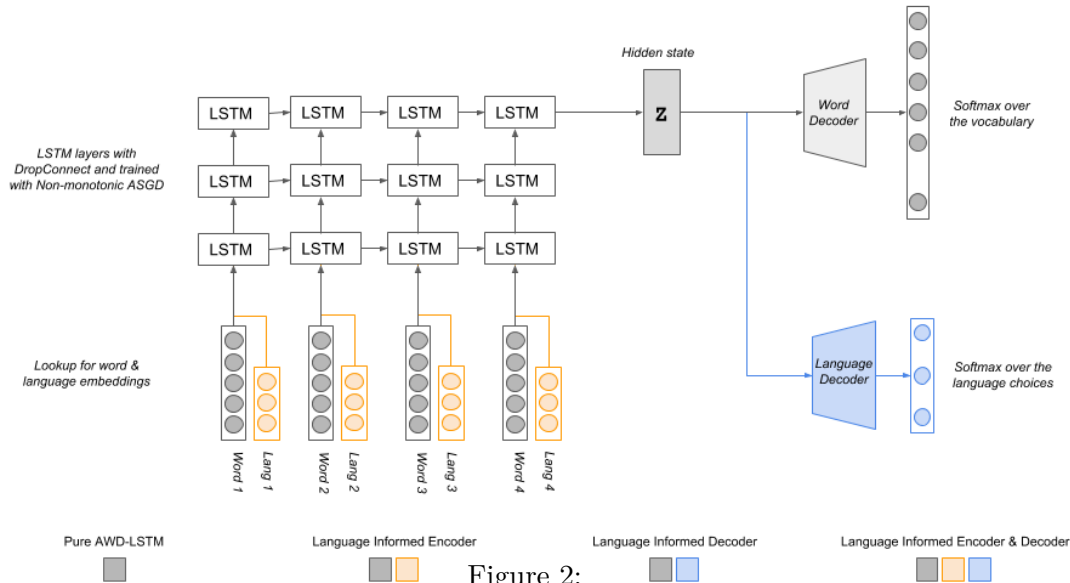 Hidden state
LSTM LSTM LSTM LSTM
z
Word
Decoder
Softmax over
the vocabulary
LSTM layers with
DropConnect and trained
with Non-monotonic ASGD
LSTM LSTM LSTM LSTM
LSTM LSTM LSTM LSTM
Lookup for word &
language embeddings
Language
Decoder
Softmax over the
language choices
Word 1
Lang 1
Word 2
Lang 2
Word 3
Lang 3
Word 4
Lang 4
Pure AWD-LSTM
Language Informed Encoder
Language Informed Decoder
Language Informed Encoder & Decoder
Figure 2: